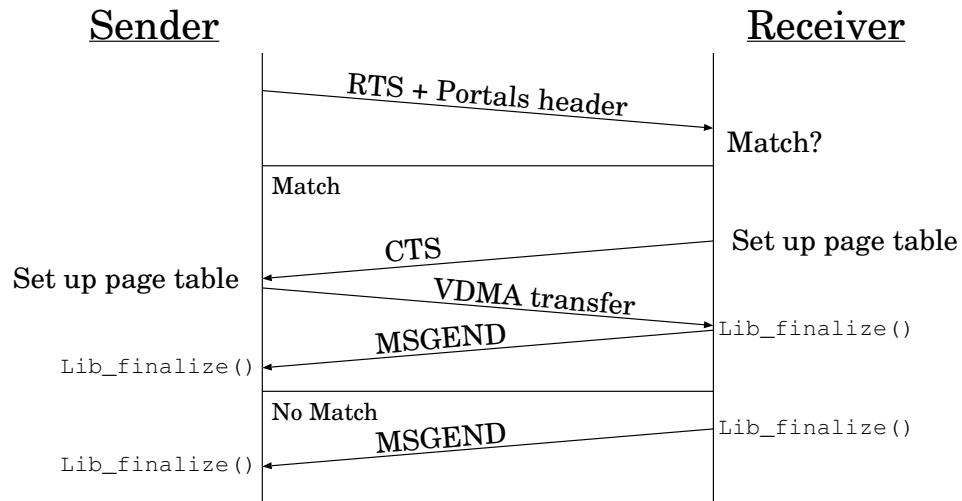 Sender
Receiver
RTS + Portals header
Match?
Match
CTS
Set up page table
Set up page table
VDMA transfer
Lib_finalize()
MSGEND
Lib_finalize()
No Match
Lib_finalize()
MSGEND
Lib_finalize()